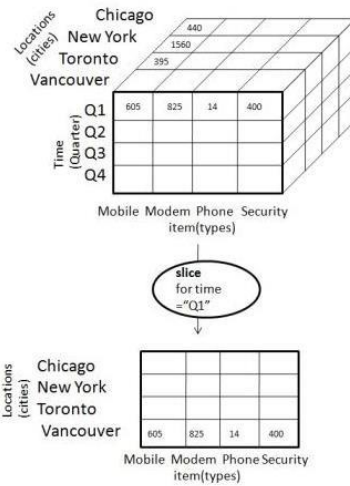 Locations
(cities)
Chicago
New York
Toronto
Vancouver
440
1560
395
Time
(Quarter)
Q1
Q2
Q3
Q4
605 825 14 400
Mobile Modem Phone Security
item(types)
slice
for time
="Q1"
Locations
(cities)
Chicago
New York
Toronto
Vancouver
605 825 14 400
Mobile Modem Phone Security
item(types)